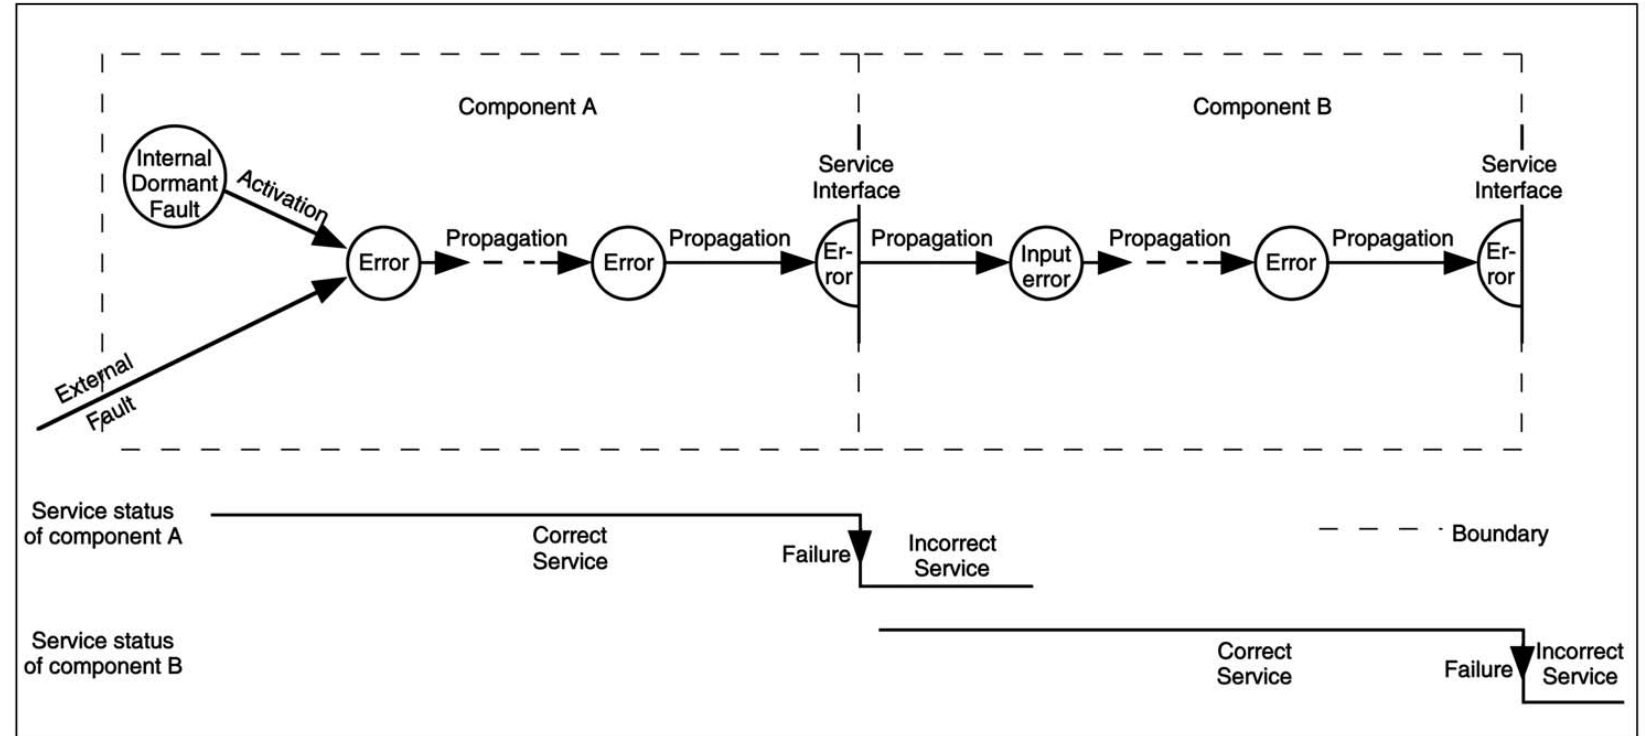 Component A
Component B
Internal
Dormant
Fault
Activation
Service
Interface
Service
Interface
Error
Propagation
Error
Propagation
Er-
ror
Propagation
Input
error
Propagation
Error
Propagation
Er-
ror
External
Fault
Service status
of component A
Correct
Service
Failure
Incorrect
Service
Boundary
Service status
of component B
Correct
Service
Failure
Incorrect
Service